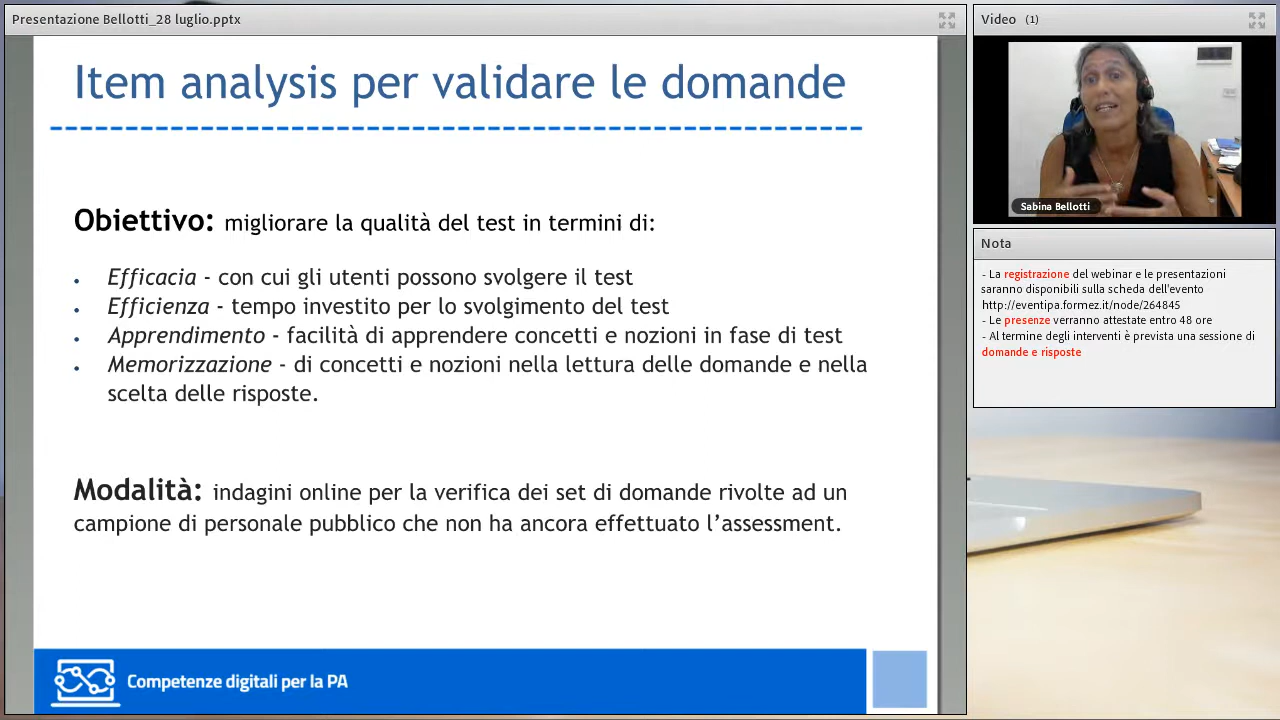 Presentazione Bellotti_28 luglio.pptx
Item analysis per validare le domande
Obiettivo: migliorare la qualità del test in termini di:
• Efficacia - con cui gli utenti possono svolgere il test
• Efficienza - tempo investito per lo svolgimento del test
• Apprendimento - facilità di apprendere concetti e nozioni in fase di test
• Memorizzazione - di concetti e nozioni nella lettura delle domande e nella
scelta delle risposte.
Modalità: indagini online per la verifica dei set di domande rivolte ad un
campione di personale pubblico che non ha ancora effettuato l’assessment.
Competenze digitali per la PA
Video (1)
Sabina Bellotti
Nota
- La registrazione del webinar e le presentazioni
saranno disponibili sulla scheda dell'evento
http://eventipa.formez.it/node/264845
- Le presenze verranno attestate entro 48 ore
- Al termine degli interventi è prevista una sessione di
domande e risposte